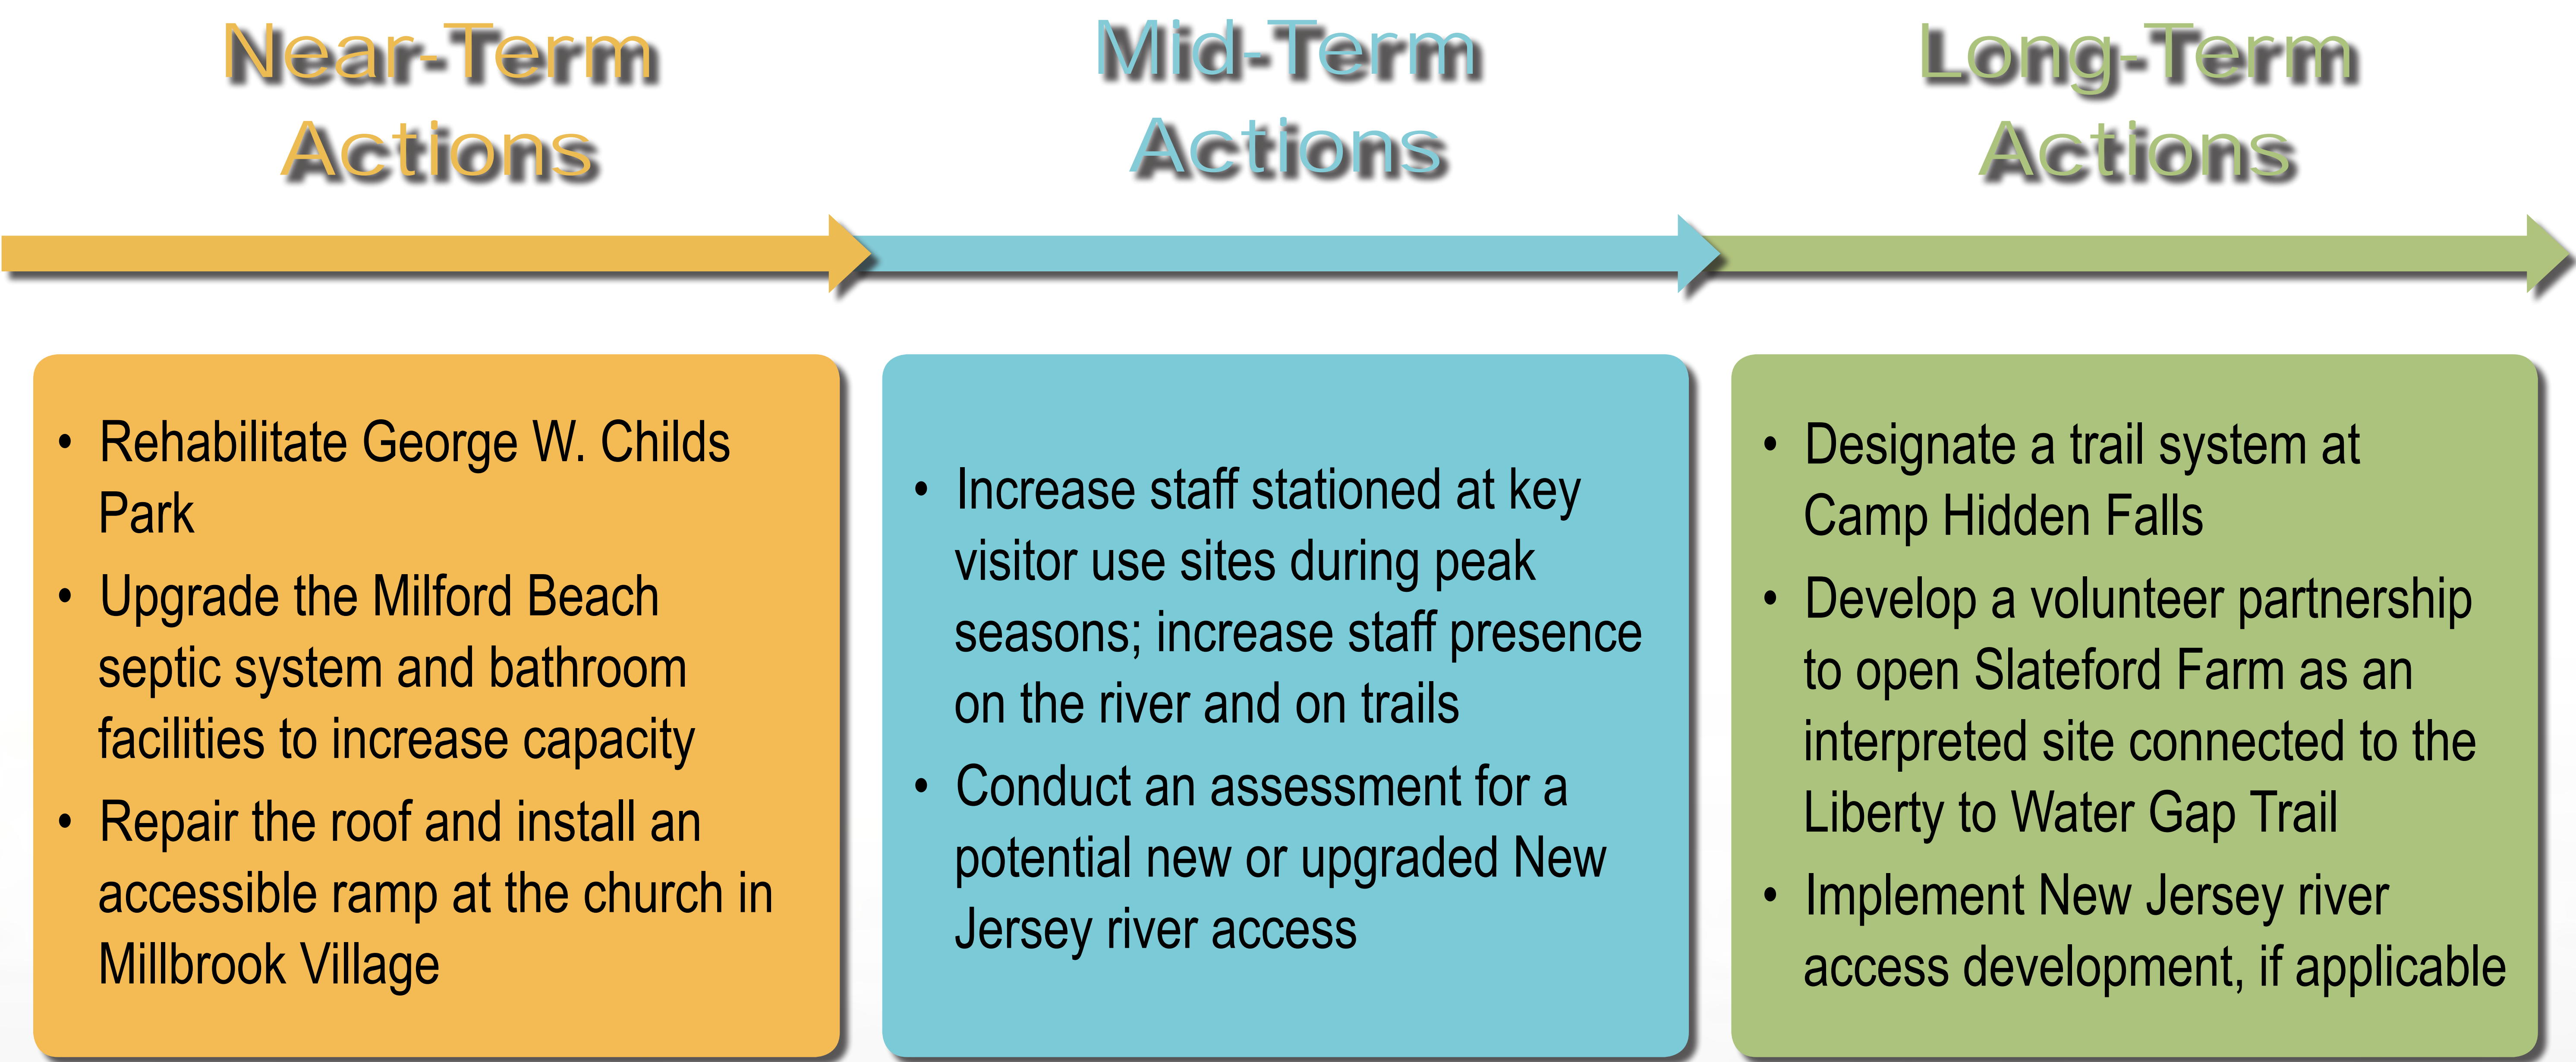 Near-Term
Actions
Mid-Term
Actions
Long-Term
Actions
• Rehabilitate George W. Childs
Park
• Upgrade the Milford Beach
septic system and bathroom
facilities to increase capacity
• Repair the roof and install an
accessible ramp at the church in
Millbrook Village
• Increase staff stationed at key
visitor use sites during peak
seasons; increase staff presence
on the river and on trails
• Conduct an assessment for a
potential new or upgraded New
Jersey river access
• Designate a trail system at
Camp Hidden Falls
• Develop a volunteer partnership
to open Slateford Farm as an
interpreted site connected to the
Liberty to Water Gap Trail
• Implement New Jersey river
access development, if applicable